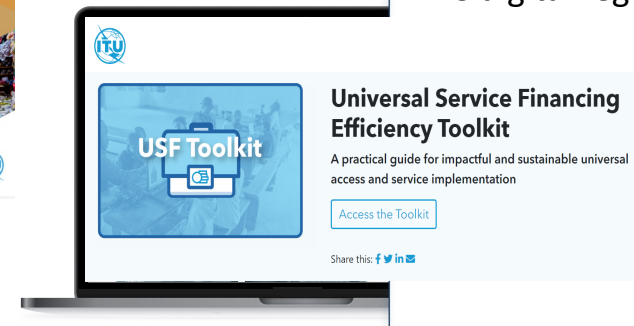 ITU
USF Toolkit
Universal Service Financing
Efficiency Toolkit
A practical guide for impactful and sustainable universal
access and service implementation
Access the Toolkit
Share this: